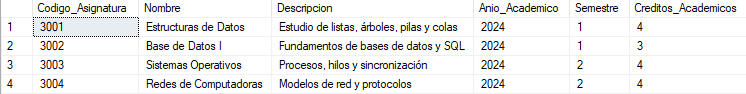 Codigo_Asignatura Nombre Descripcion Anio_Academico Semestre Creditos_Academicos
1 3001 Estructuras de Datos Estudio de listas, árboles, pilas y colas 2024 1 4
2 3002 Base de Datos I Fundamentos de bases de datos y SQL 2024 1 3
3 3003 Sistemas Operativos Procesos, hilos y sincronización 2024 2 4
4 3004 Redes de Computadoras Modelos de red y protocolos 2024 2 4